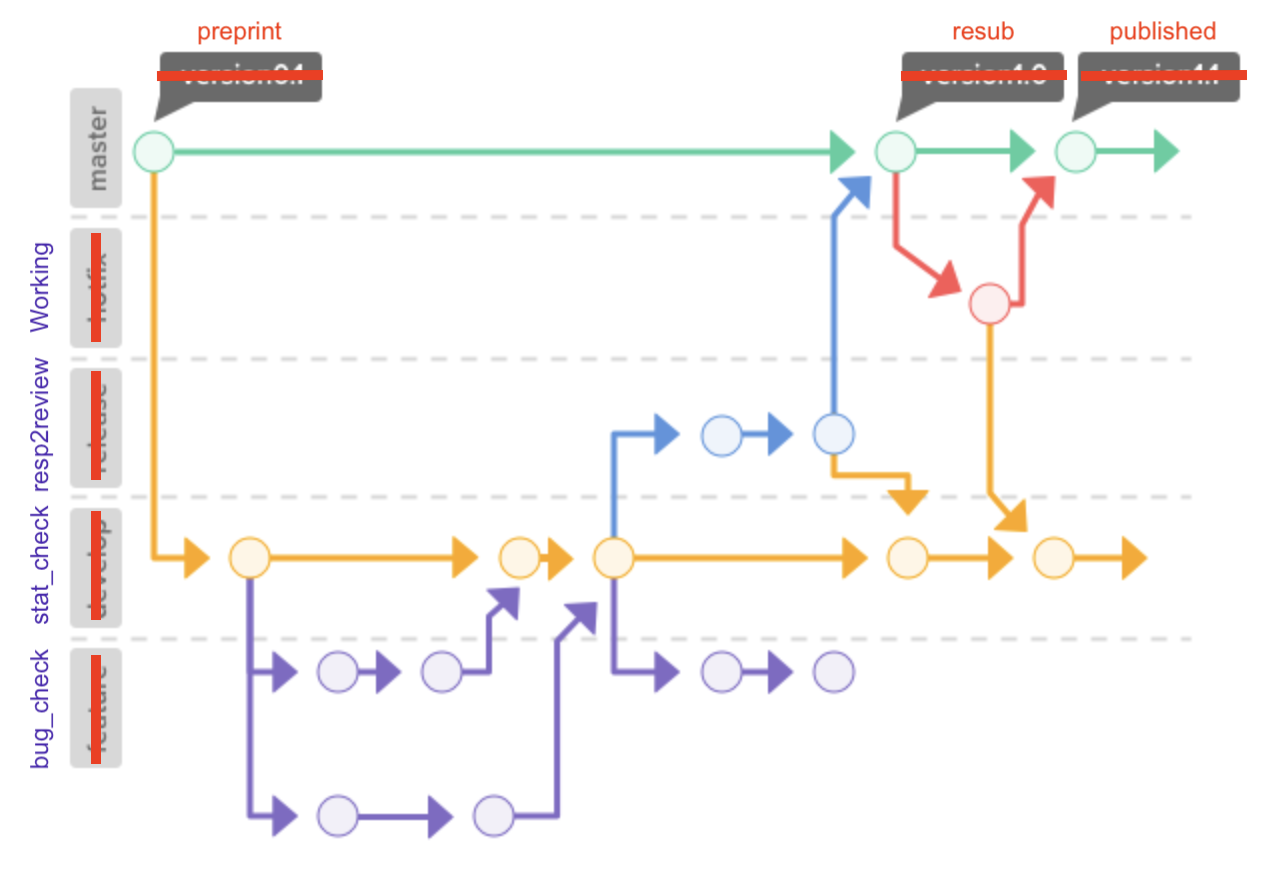 preprint
resub
published
version0.1
version1.0
version1.1
master
Working
hotfix
resp2review
release
stat_check
develop
bug_check
feature